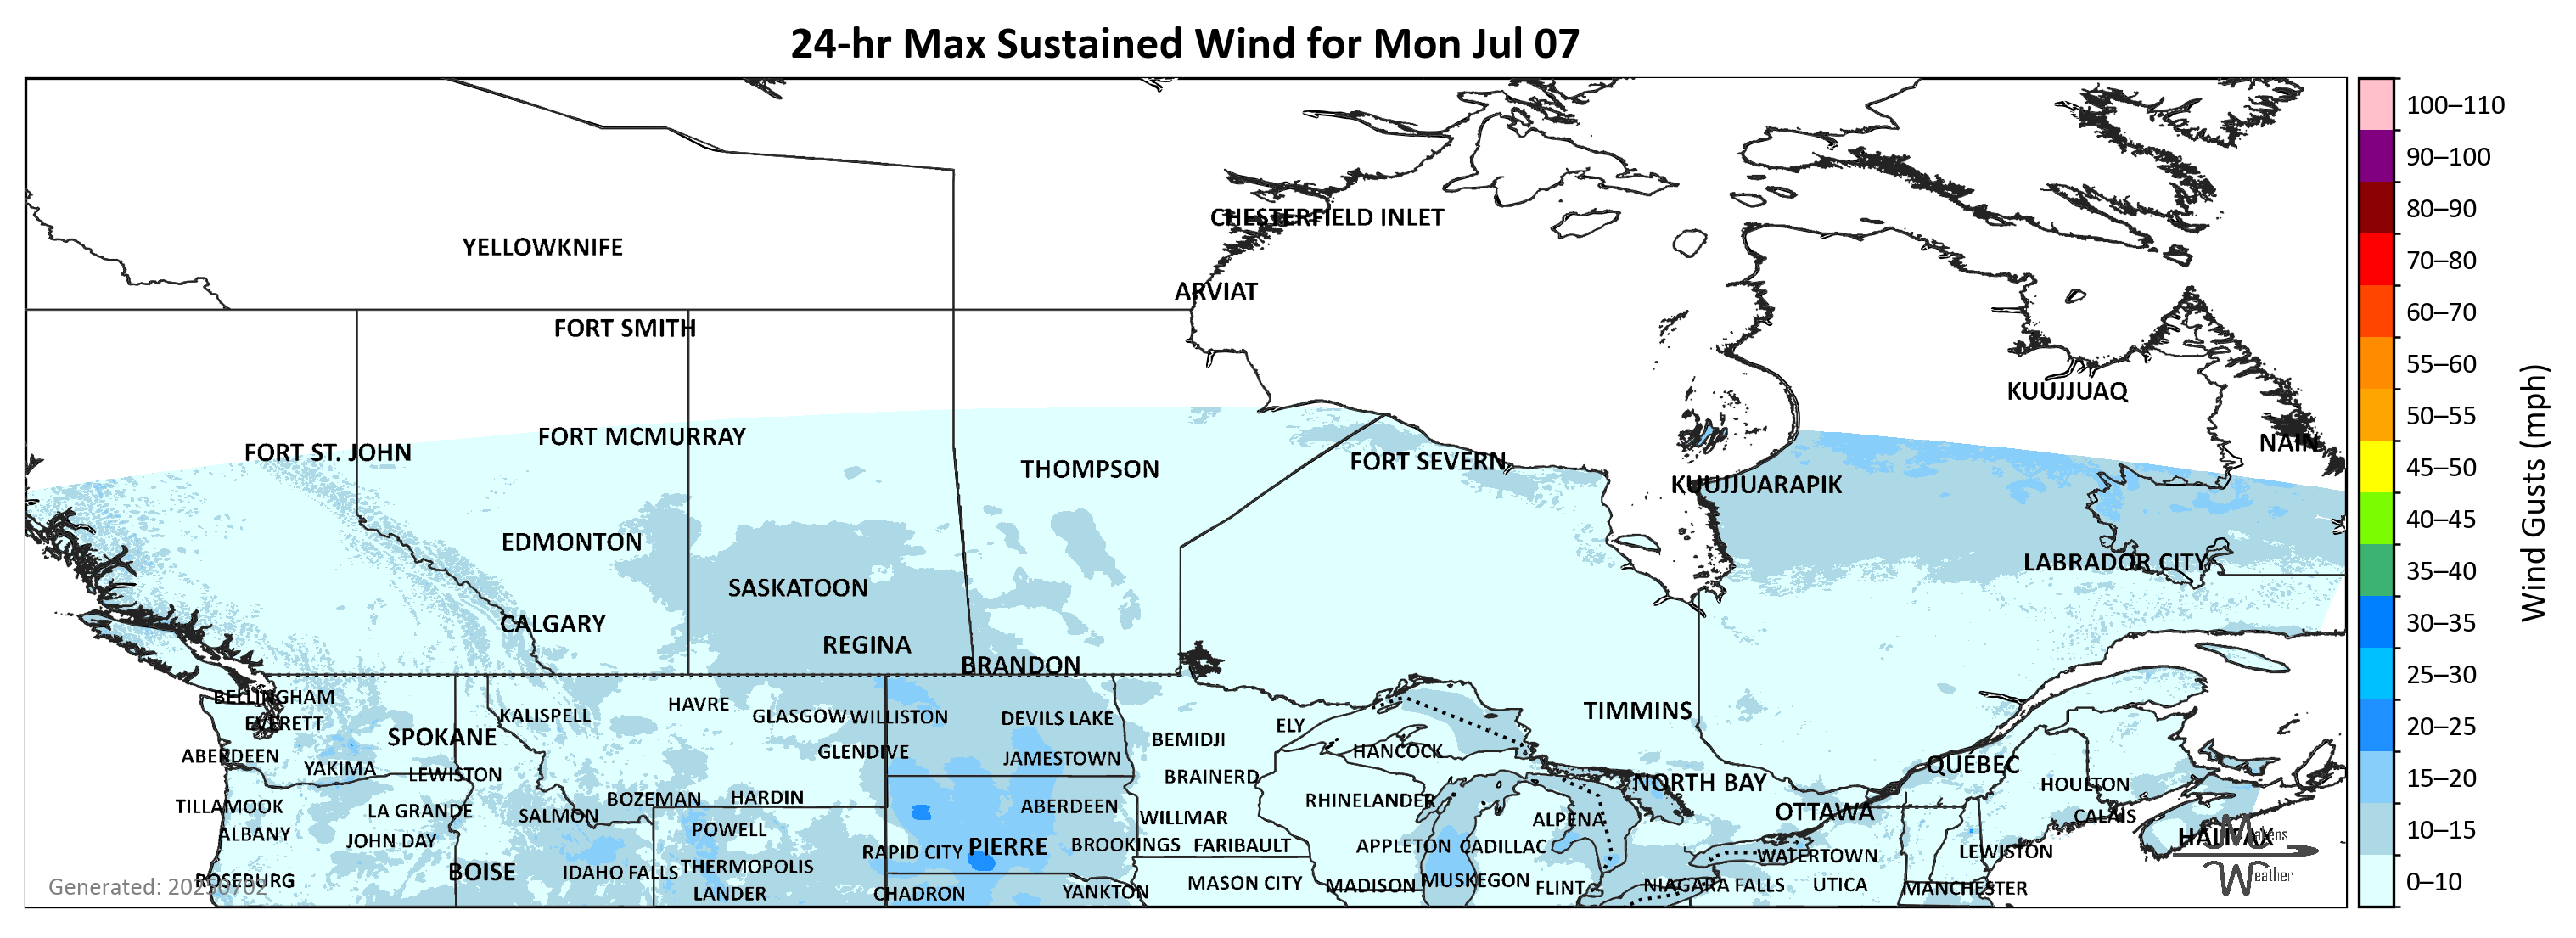 24-hr Max Sustained Wind for Mon Jul 07
100–110
90–100
80–90
70–80
60–70
55–60
50–55
45–50
40–45
35–40
30–35
25–30
20–25
15–20
10–15
0–10
Wind Gusts (mph)
CHESTERFIELD INLET
YELLOWKNIFE
ARVIAT
FORT SMITH
KUUJJUAQ
FORT MCMURRAY
NAIN
FORT ST. JOHN
FORT SEVERN
THOMPSON
KUUJJUARAPIK
EDMONTON
LABRADOR CITY
SASKATOON
CALGARY
REGINA
BRANDON
BELLINGHAM
HAVRE
TIMMINS
KALISPELL
GLASGOW
WILLISTON
DEVILS LAKE
EVERETT
ELY
SPOKANE
BEMIDJI
GLENDIVE
HANCOCK
ABERDEEN
JAMESTOWN
QUÉBEC
YAKIMA
LEWISTON
BRAINERD
NORTH BAY
HOULTON
BOZEMAN
HARDIN
RHINELANDER
TILLAMOOK
LA GRANDE
ABERDEEN
OTTAWA
SALMON
WILLMAR
CALAIS
ALPENA
POWELL
ALBANY
HALIFAX
Makens
JOHN DAY
PIERRE
BROOKINGS
FARIBAULT
APPLETON
CADILLAC
RAPID CITY
LEWISTON
WATERTOWN
THERMOPOLIS
BOISE
IDAHO FALLS
Weather
ROSEBURG
MUSKEGON
MASON CITY
MADISON
NIAGARA FALLS
UTICA
Generated: 20250702
FLINT
MANCHESTER
LANDER
CHADRON
YANKTON